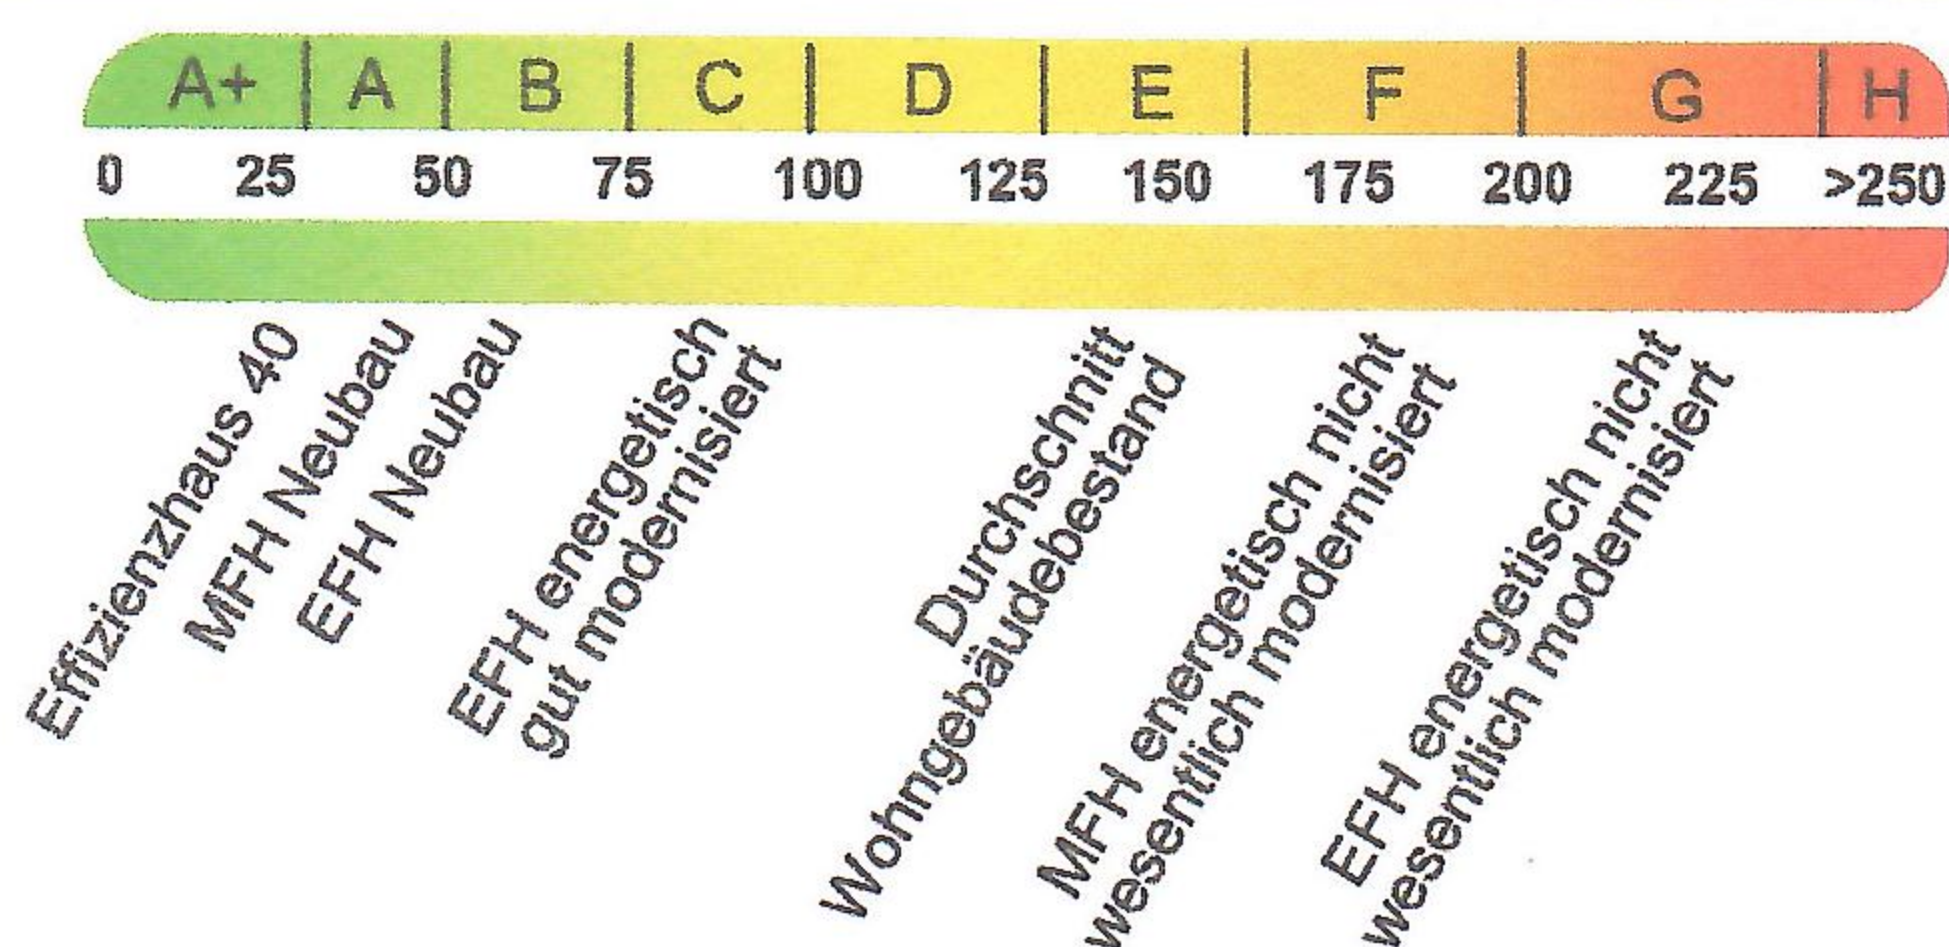 A+ A B C D E F G H
0 25 50 75 100 125 150 175 200 225 >250
Effizienzhaus 40
MFH Neubau
EFH Neubau
EFH energetisch
gut modernisiert
Durchschnitt
Wohngebäudebestand
MFH energetisch nicht
wesentlich modernisiert
EFH energetisch nicht
wesentlich modernisiert